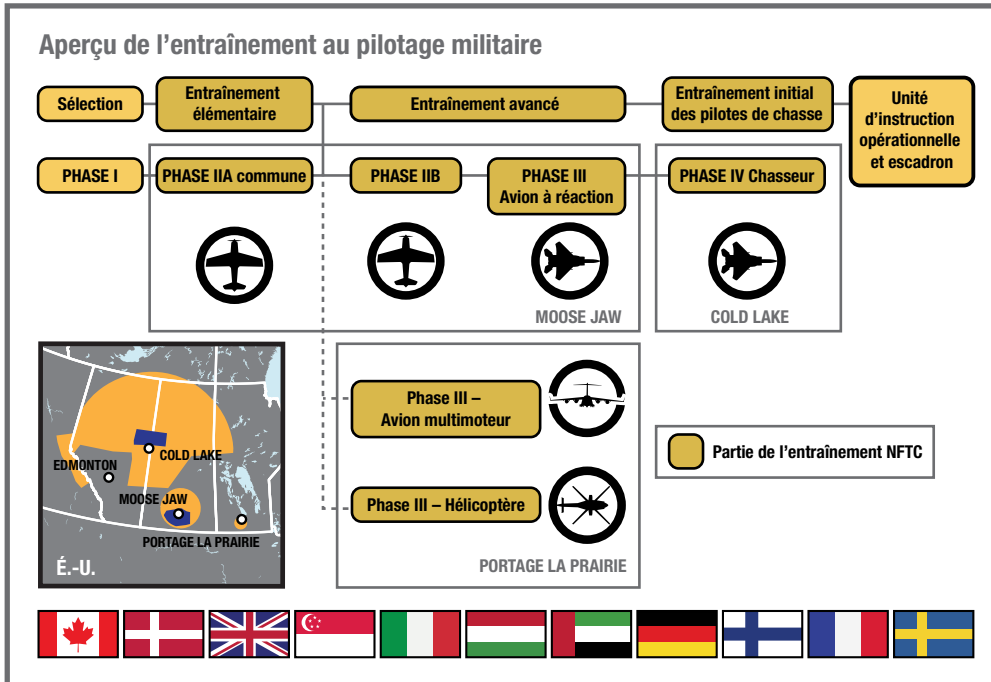 Aperçu de l'entraînement au pilotage militaire
Sélection
Entraînement
élémentaire
Entraînement avancé
Entraînement initial
des pilotes de chasse
Unité
d'instruction
opérationnelle
et escadron
PHASE I
PHASE IIA commune
PHASE IIB
PHASE III
Avion à réaction
PHASE IV Chasseur
MOOSE JAW
COLD LAKE
Phase III –
Avion multimoteur
Phase III – Hélicoptère
PORTAGE LA PRAIRIE
Partie de l'entraînement NFTC
COLD LAKE
EDMONTON
MOOSE JAW
PORTAGE LA PRAIRIE
É.-U.